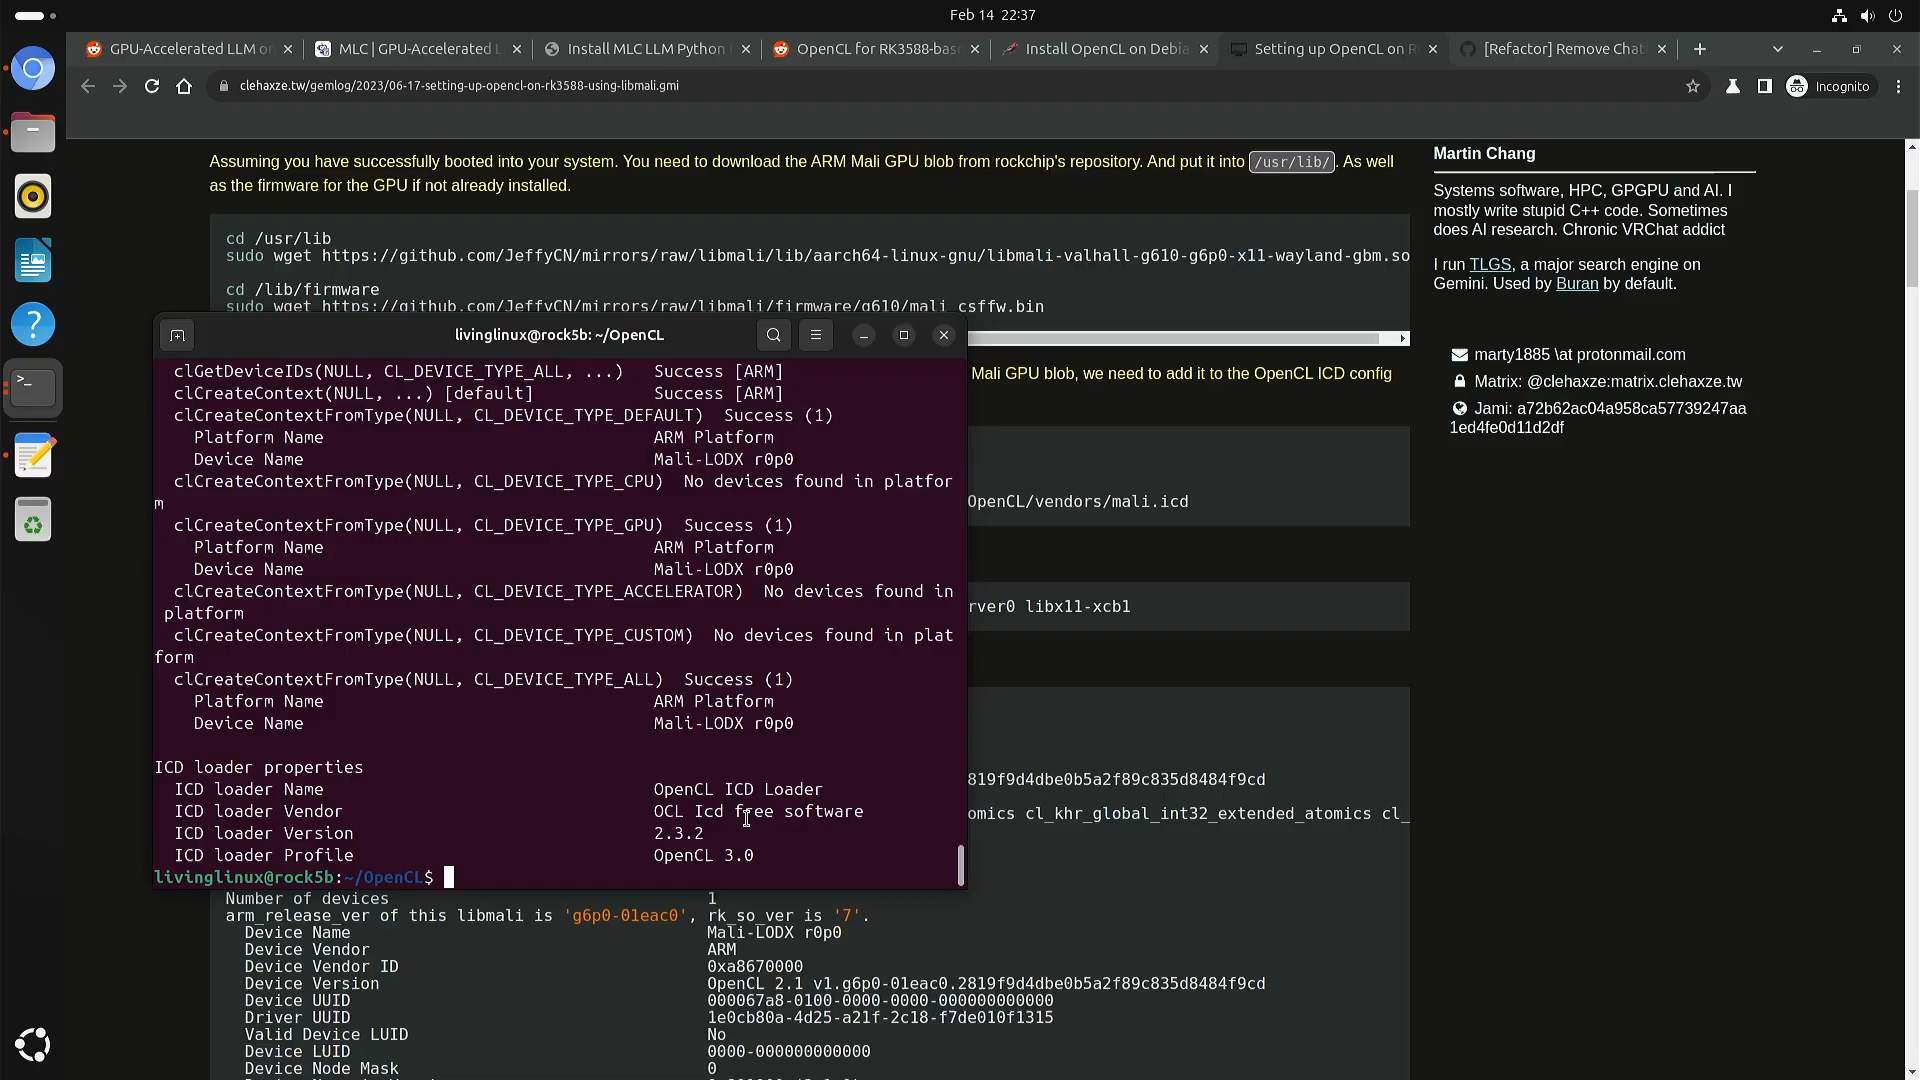 Feb 14 22:37
GPU-Accelerated LLM on
MLC | GPU-Accelerated L
Install MLC LLM Python
OpenCL for RK3588-base
Install OpenCL on Debia
Setting up OpenCL on R
[Refactor] Remove Chat
clehaxze.tw/gemlog/2023/06-17-setting-up-opencl-on-rk3588-using-libmali.gmi
Incognito
Assuming you have successfully booted into your system. You need to download the ARM Mali GPU blob from rockchip's repository. And put it into /usr/lib/. As well
as the firmware for the GPU if not already installed.
cd /usr/lib
sudo wget https://github.com/JeffyCN/mirrors/raw/libmali/lib/aarch64-linux-gnu/libmali-valhall-g610-g6p0-x11-wayland-gbm.so
cd /lib/firmware
sudo wget https://github.com/JeffyCN/mirrors/raw/libmali/firmware/g610/mali_csffw.bin
Martin Chang
Systems software, HPC, GPGPU and AI. I
mostly write stupid C++ code. Sometimes
does AI research. Chronic VRChat addict
I run TLGS, a major search engine on
Gemini. Used by Buran by default.
marty1885 \at protonmail.com
Matrix: @clehaxze:matrix.clehaxze.tw
Jami: a72b62ac04a958ca57739247aa
1ed4fe0d11d2df
livinglinux@rock5b: ~/OpenCL
clGetDeviceIDs(NULL, CL_DEVICE_TYPE_ALL, ...) Success [ARM]
clCreateContext(NULL, ...) [default] Success [ARM]
clCreateContextFromType(NULL, CL_DEVICE_TYPE_DEFAULT) Success (1)
Platform Name ARM Platform
Device Name Mali-LODX r0p0
clCreateContextFromType(NULL, CL_DEVICE_TYPE_CPU) No devices found in platfor
m
clCreateContextFromType(NULL, CL_DEVICE_TYPE_GPU) Success (1)
Platform Name ARM Platform
Device Name Mali-LODX r0p0
clCreateContextFromType(NULL, CL_DEVICE_TYPE_ACCELERATOR) No devices found in
platform
clCreateContextFromType(NULL, CL_DEVICE_TYPE_CUSTOM) No devices found in plat
form
clCreateContextFromType(NULL, CL_DEVICE_TYPE_ALL) Success (1)
Platform Name ARM Platform
Device Name Mali-LODX r0p0
ICD loader properties
ICD loader Name OpenCL ICD Loader
ICD loader Vendor OCL Icd free software
ICD loader Version 2.3.2
ICD loader Profile OpenCL 3.0
livinglinux@rock5b:~/OpenCL$
Mali GPU blob, we need to add it to the OpenCL ICD config
OpenCL/vendors/mali.icd
rver0 libx11-xcb1
819f9d4dbe0b5a2f89c835d8484f9cd
omics cl_khr_global_int32_extended_atomics cl_
Number of devices 1
arm_release_ver of this libmali is 'g6p0-01eac0', rk_so_ver is '7'.
Device Name Mali-LODX r0p0
Device Vendor ARM
Device Vendor ID 0xa8670000
Device Version OpenCL 2.1 v1.g6p0-01eac0.2819f9d4dbe0b5a2f89c835d8484f9cd
Device UUID 000067a8-0100-0000-0000-000000000000
Driver UUID 1e0cb80a-4d25-a21f-2c18-f7de010f1315
Valid Device LUID No
Device LUID 0000-000000000000
Device Node Mask 0